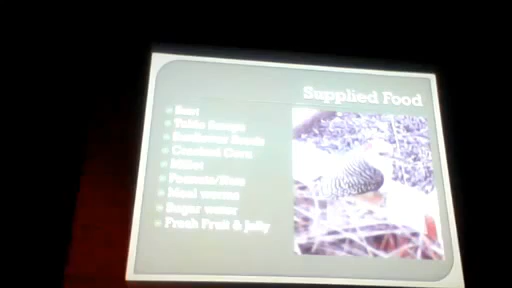 Supplied Food
Suet
Table Scraps
Sunflower Seeds
Cracked Corn
Millet
Peanuts/Nuts
Meal worms
Sugar water
Fresh Fruit & Jelly